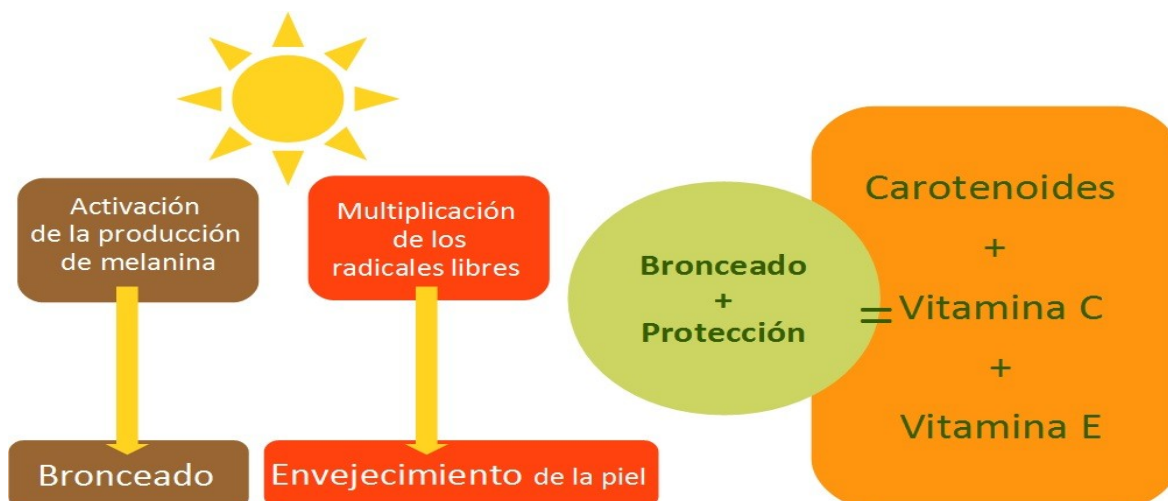 Activación
de la producción
de melanina
Multiplicación
de los
radicales libres
Bronceado
Envejecimiento de la piel
Bronceado
+
Protección
=
Carotenoides
+
Vitamina C
+
Vitamina E